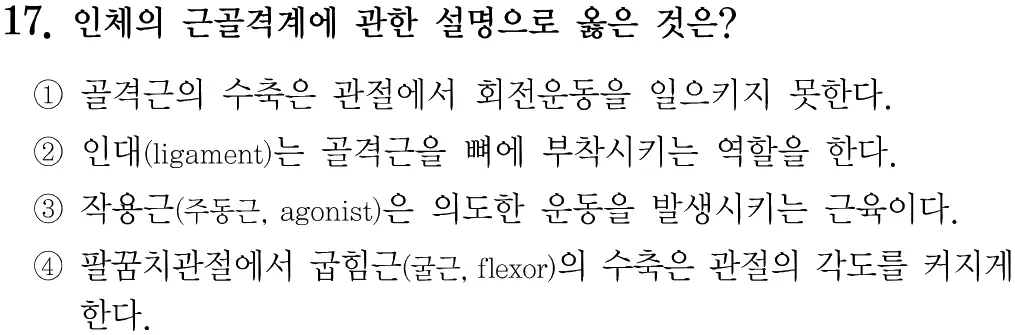 17. 인체의 근골격계에 관한 설명으로 옳은 것은?
① 골격근의 수축은 관절에서 회전운동을 일으키지 못한다.
② 인대(ligament)는 골격근을 뼈에 부착시키는 역할을 한다.
③ 작용근(주동근, agonist)은 의도한 운동을 발생시키는 근육이다.
④ 팔꿈치관절에서 굽힘근(굴근, flexor)의 수축은 관절의 각도를 커지게
한다.